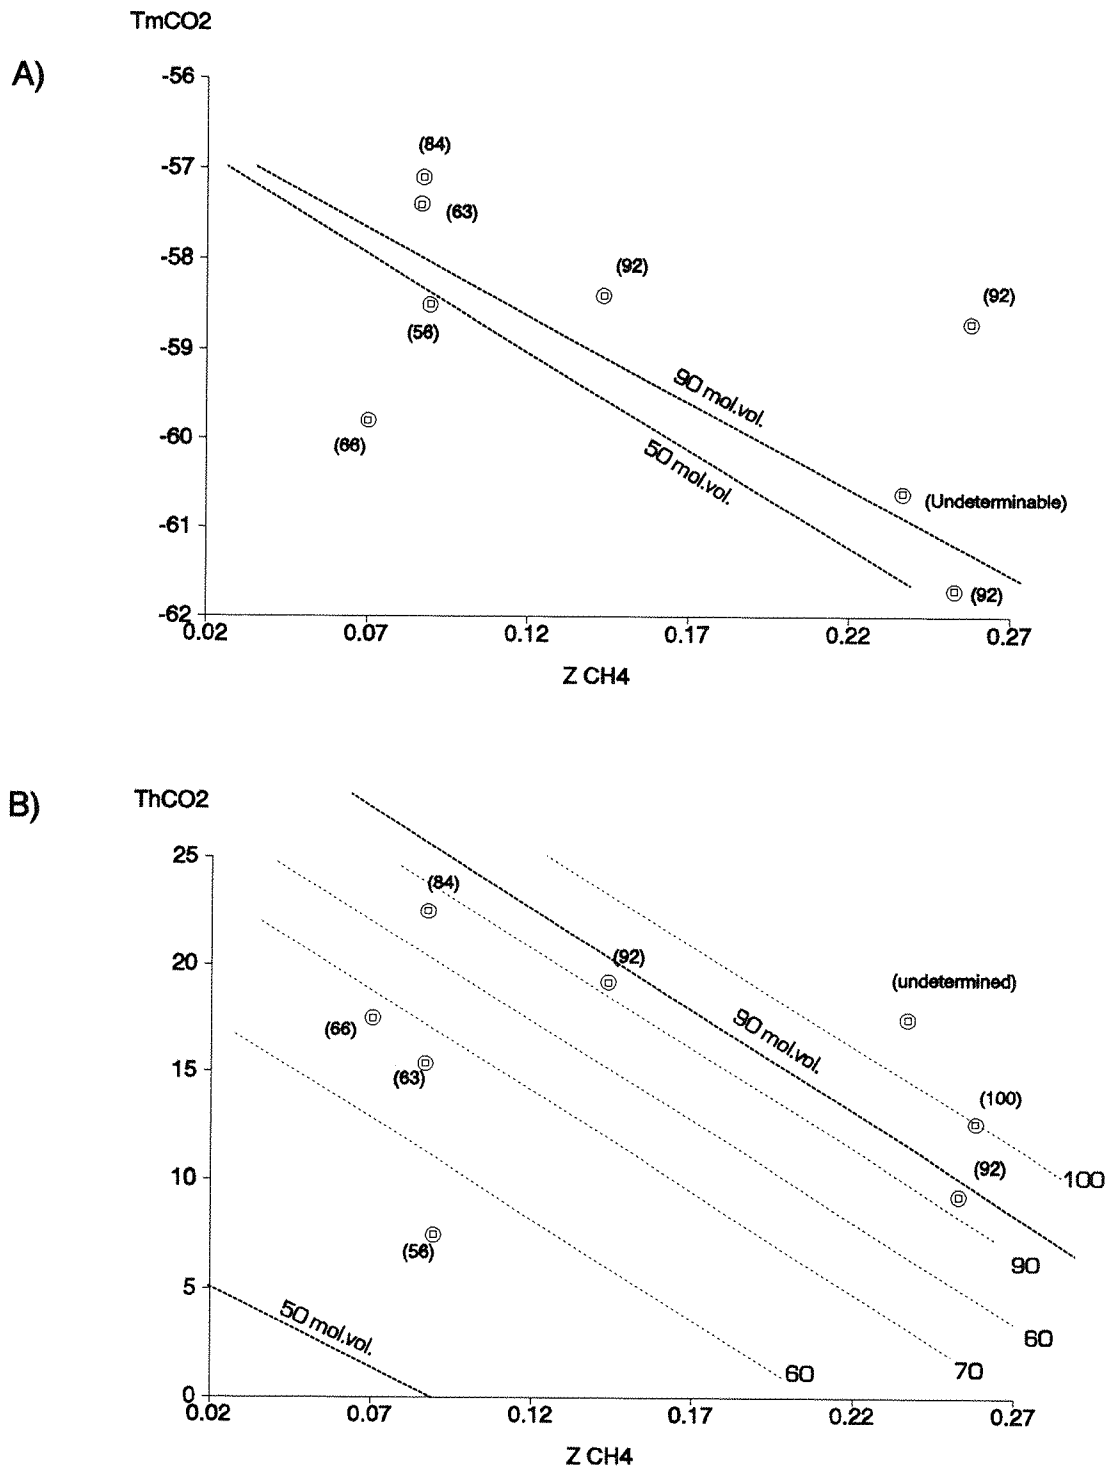 TmCO2
A)
-56
(84)
-57
(63)
-58
(92)
(92)
(56)
-59
90 mol.vol.
-60
(66)
50 mol.vol.
(Undeterminable)
-61
(92)
-62
0.02 0.07 0.12 0.17 0.22 0.27
Z CH4
B)
ThCO2
25
(84)
20
(92)
(undetermined)
90 mol.vol.
(66)
15
(63)
(100)
10
(92)
100
(56)
90
5
50 mol.vol.
60
60
70
0
0.02 0.07 0.12 0.17 0.22 0.27
Z CH4